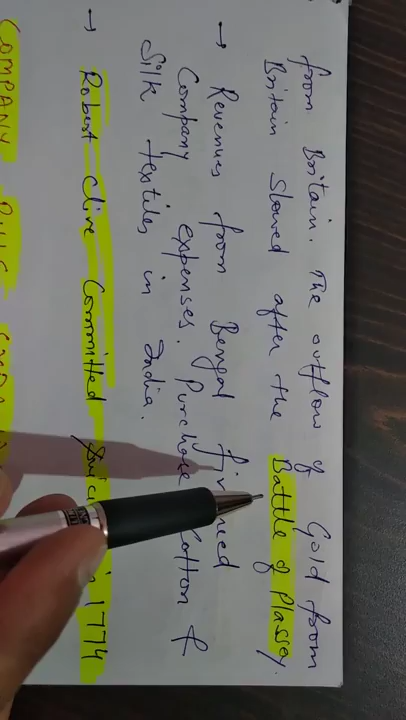 from Britain. The outflow of Gold from
Britain Slowed after the Battle of Plassey.
→ Revenues from Bengal
Company expenses. Purchase Cotton &
Silk textiles in India.
→ Robert Clive Committed 1774
COMPANY